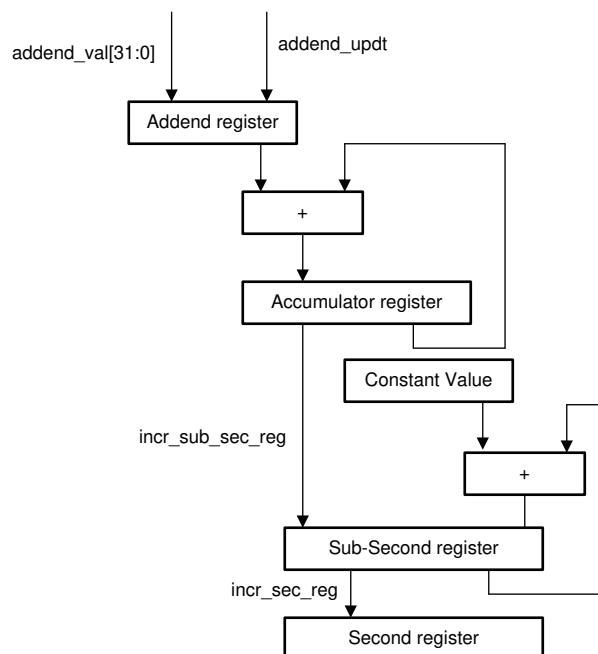 addend_val[31:0]
addend_updt
Addend register
+
Accumulator register
Constant Value
incr_sub_sec_reg
+
Sub-Second register
incr_sec_reg
Second register